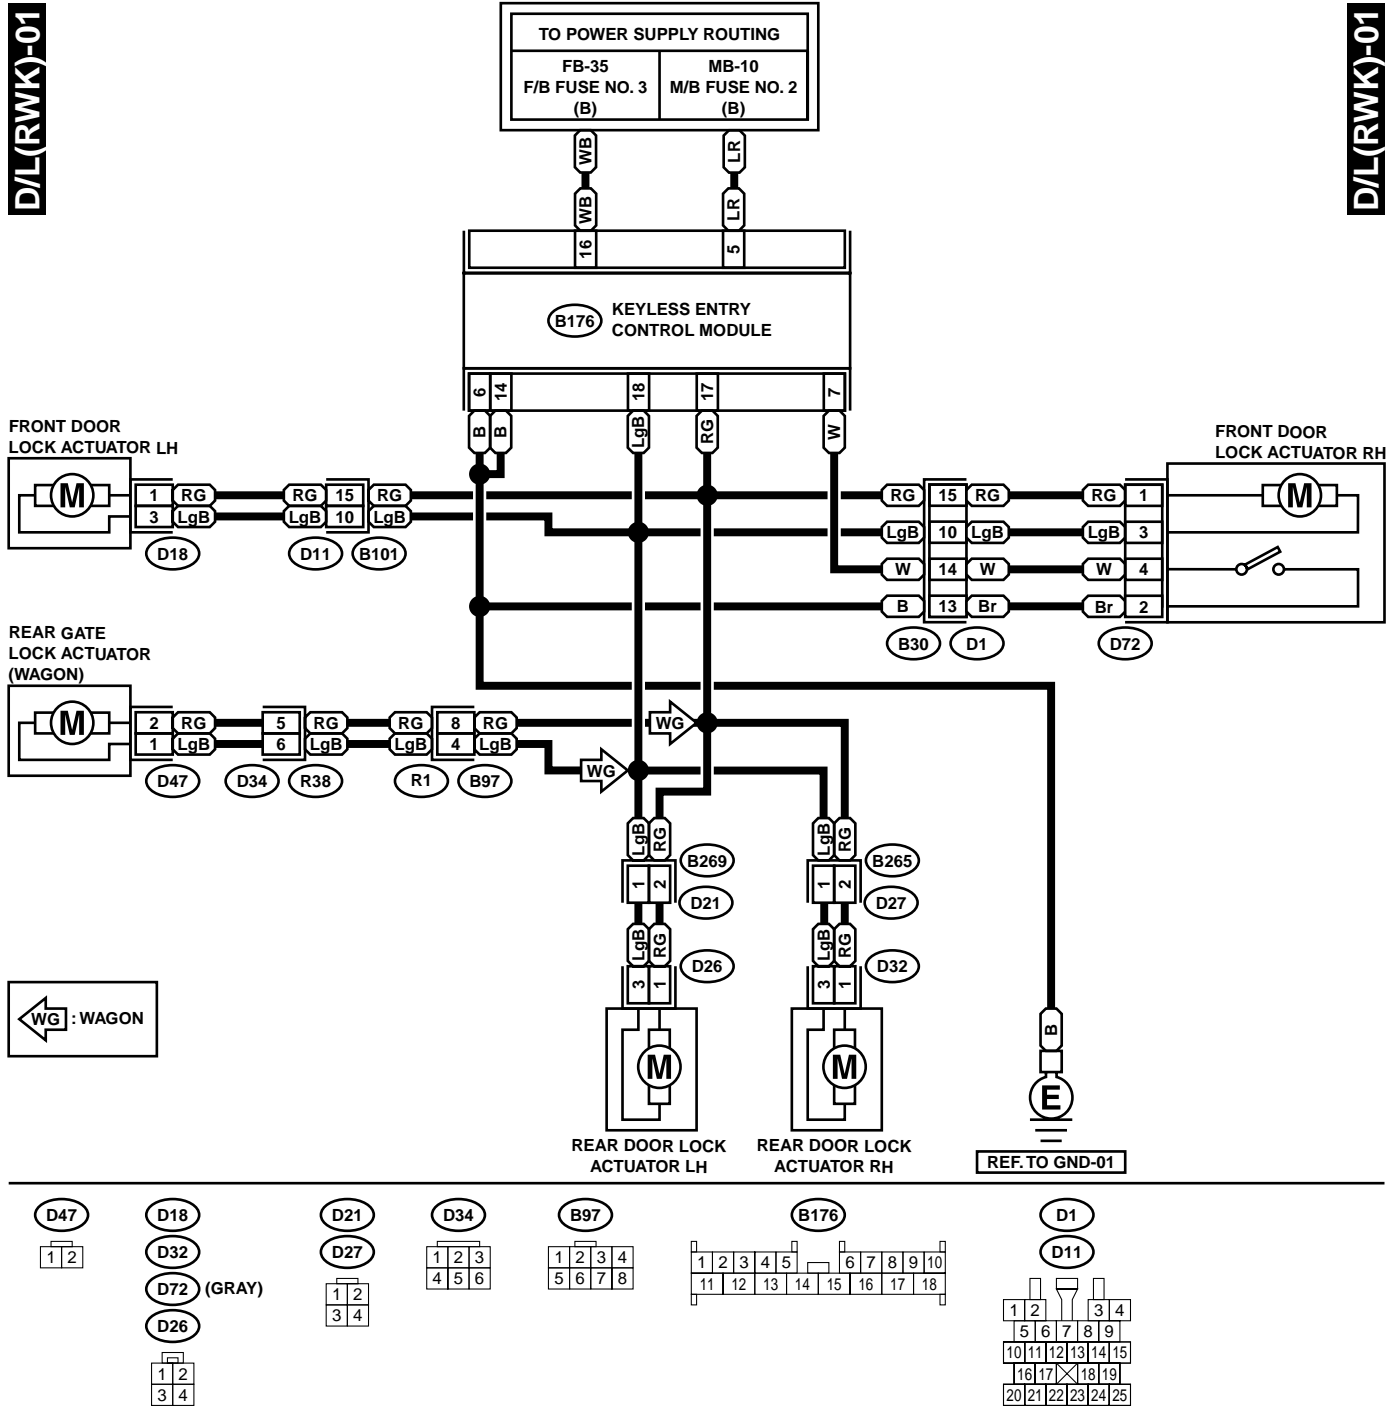 D/L(RWK)-01
D/L(RWK)-01
TO POWER SUPPLY ROUTING
FB-35
F/B FUSE NO. 3
(B)
MB-10
M/B FUSE NO. 2
(B)
WB
LR
WB
LR
16
5
B176
KEYLESS ENTRY
CONTROL MODULE
6
14
18
17
7
B
B
LgB
RG
W
FRONT DOOR
LOCK ACTUATOR LH
M
1 RG RG 15 RG
3 LgB LgB 10 LgB
D18
D11
B101
FRONT DOOR
LOCK ACTUATOR RH
M
RG 15 RG RG 1
LgB 10 LgB LgB 3
W 14 W W 4
B 13 Br Br 2
B30
D1
D72
REAR GATE
LOCK ACTUATOR
(WAGON)
M
2 RG 5 RG RG 8 RG
1 LgB 6 LgB LgB 4 LgB
WG
WG
D47
D34
R38
R1
B97
LgB
RG
B269
1
2
D21
LgB
RG
D26
3
1
M
REAR DOOR LOCK
ACTUATOR LH
LgB
RG
B265
1
2
D27
LgB
RG
D32
3
1
M
REAR DOOR LOCK
ACTUATOR RH
WG : WAGON
B
E
REF. TO GND-01
D47
1 2
D18
D32
D72 (GRAY)
D26
1 2
3 4
D21
D27
1 2
3 4
D34
1 2 3
4 5 6
B97
1 2 3 4
5 6 7 8
B176
1 2 3 4 5 6 7 8 9 10
11 12 13 14 15 16 17 18
D1
D11
1 2 3 4
5 6 7 8 9
10 11 12 13 14 15
16 17 18 19
20 21 22 23 24 25